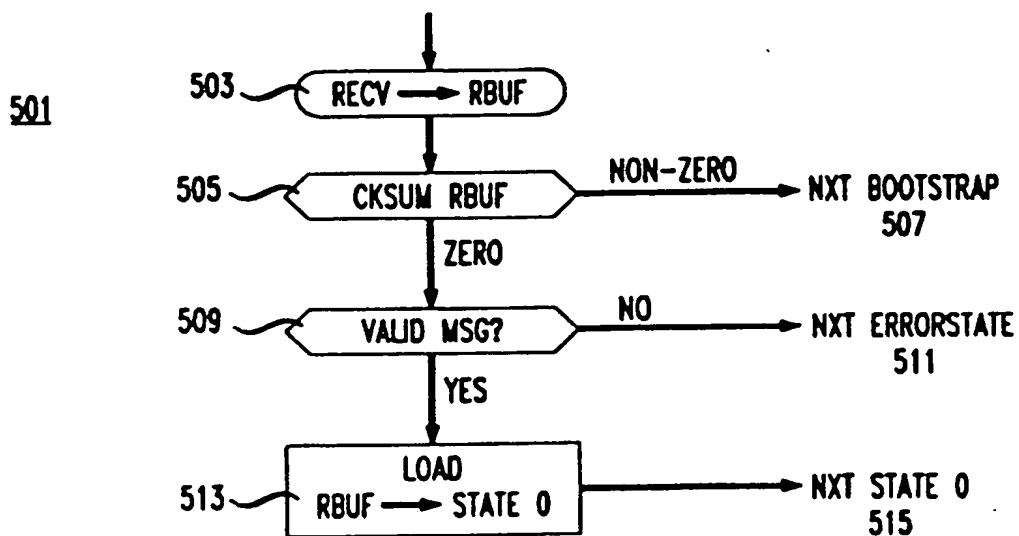 501
503
RECV → RBUF
505
CKSUM RBUF
NON-ZERO
NXT BOOTSTRAP
507
ZERO
509
VALID MSG?
NO
NXT ERRORSTATE
511
YES
513
LOAD
RBUF → STATE 0
NXT STATE 0
515